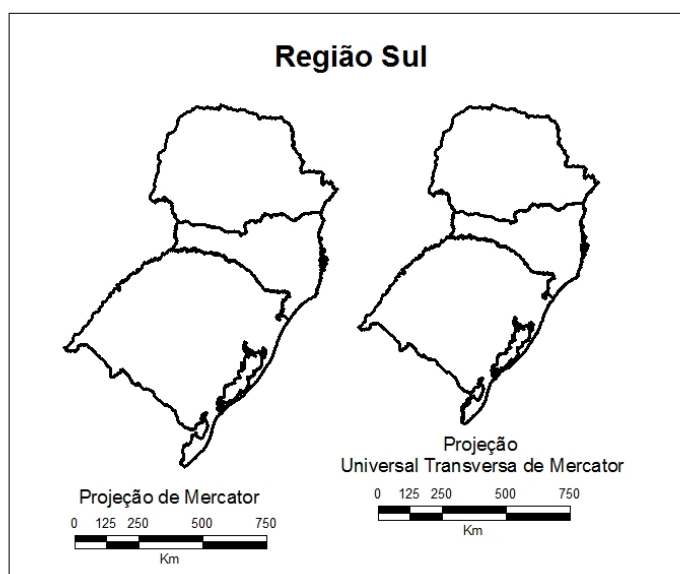 Região Sul
Projeção de Mercator
0 125 250 500 750
Km
Projeção
Universal Transversa de Mercator
0 125 250 500 750
Km